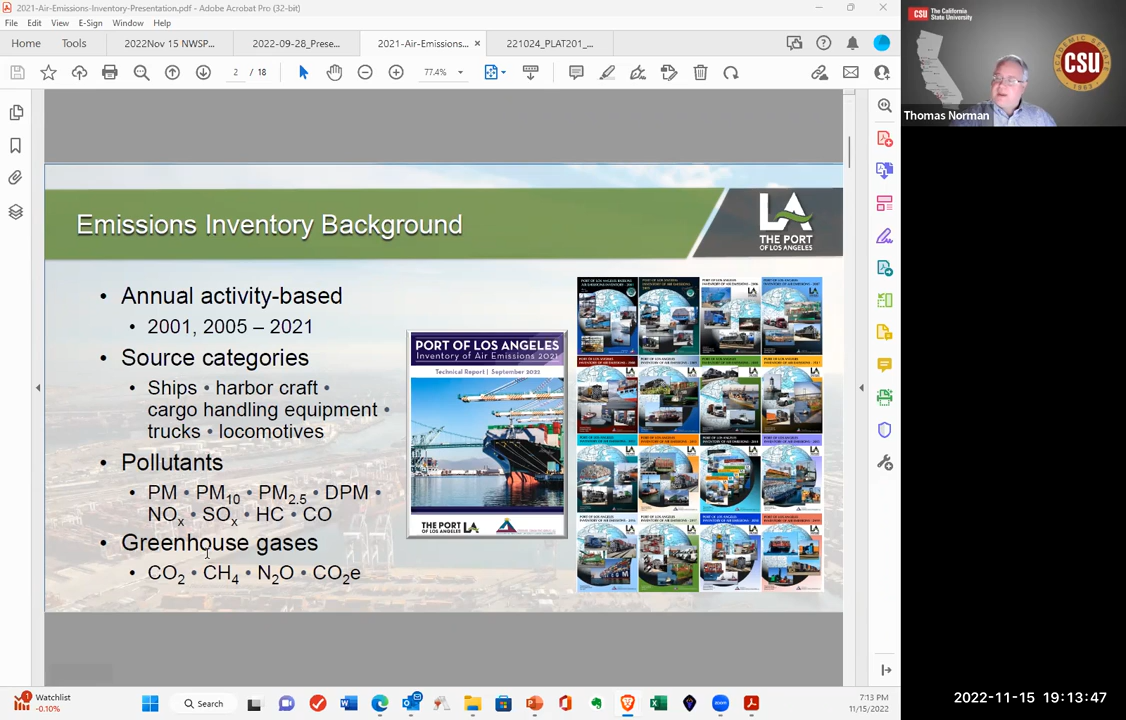 2021-Air-Emissions-Inventory-Presentation.pdf - Adobe Acrobat Pro (32-bit)
File Edit View E-Sign Window Help
Home Tools 2022Nov 15 NWSP... 2022-09-28_Prese... 2021-Air-Emissions... × 221024_PLAT201_...
2 / 18 77.4%
CSU The California
State University
CSU
Thomas Norman
Emissions Inventory Background
LA
THE PORT
OF LOS ANGELES
• Annual activity-based
• 2001, 2005 – 2021
• Source categories
• Ships • harbor craft •
cargo handling equipment •
trucks • locomotives
• Pollutants
• PM • PM10 • PM2.5 • DPM •
NOx • SOx • HC • CO
• Greenhouse gases
• CO2 • CH4 • N2O • CO2e
PORT OF LOS ANGELES
Inventory of Air Emissions 2021
Technical Report | September 2022
THE PORT LA
OF LOS ANGELES
Watchlist
-0.10%
Search
7:13 PM
11/15/2022
2022-11-15 19:13:47